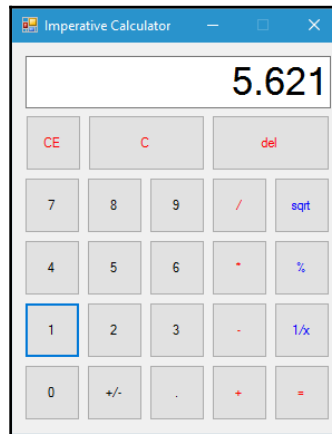 Imperative Calculator
5.621
CE C del
7 8 9 / sqrt
4 5 6 * %
1 2 3 - 1/x
0 +/- . + =